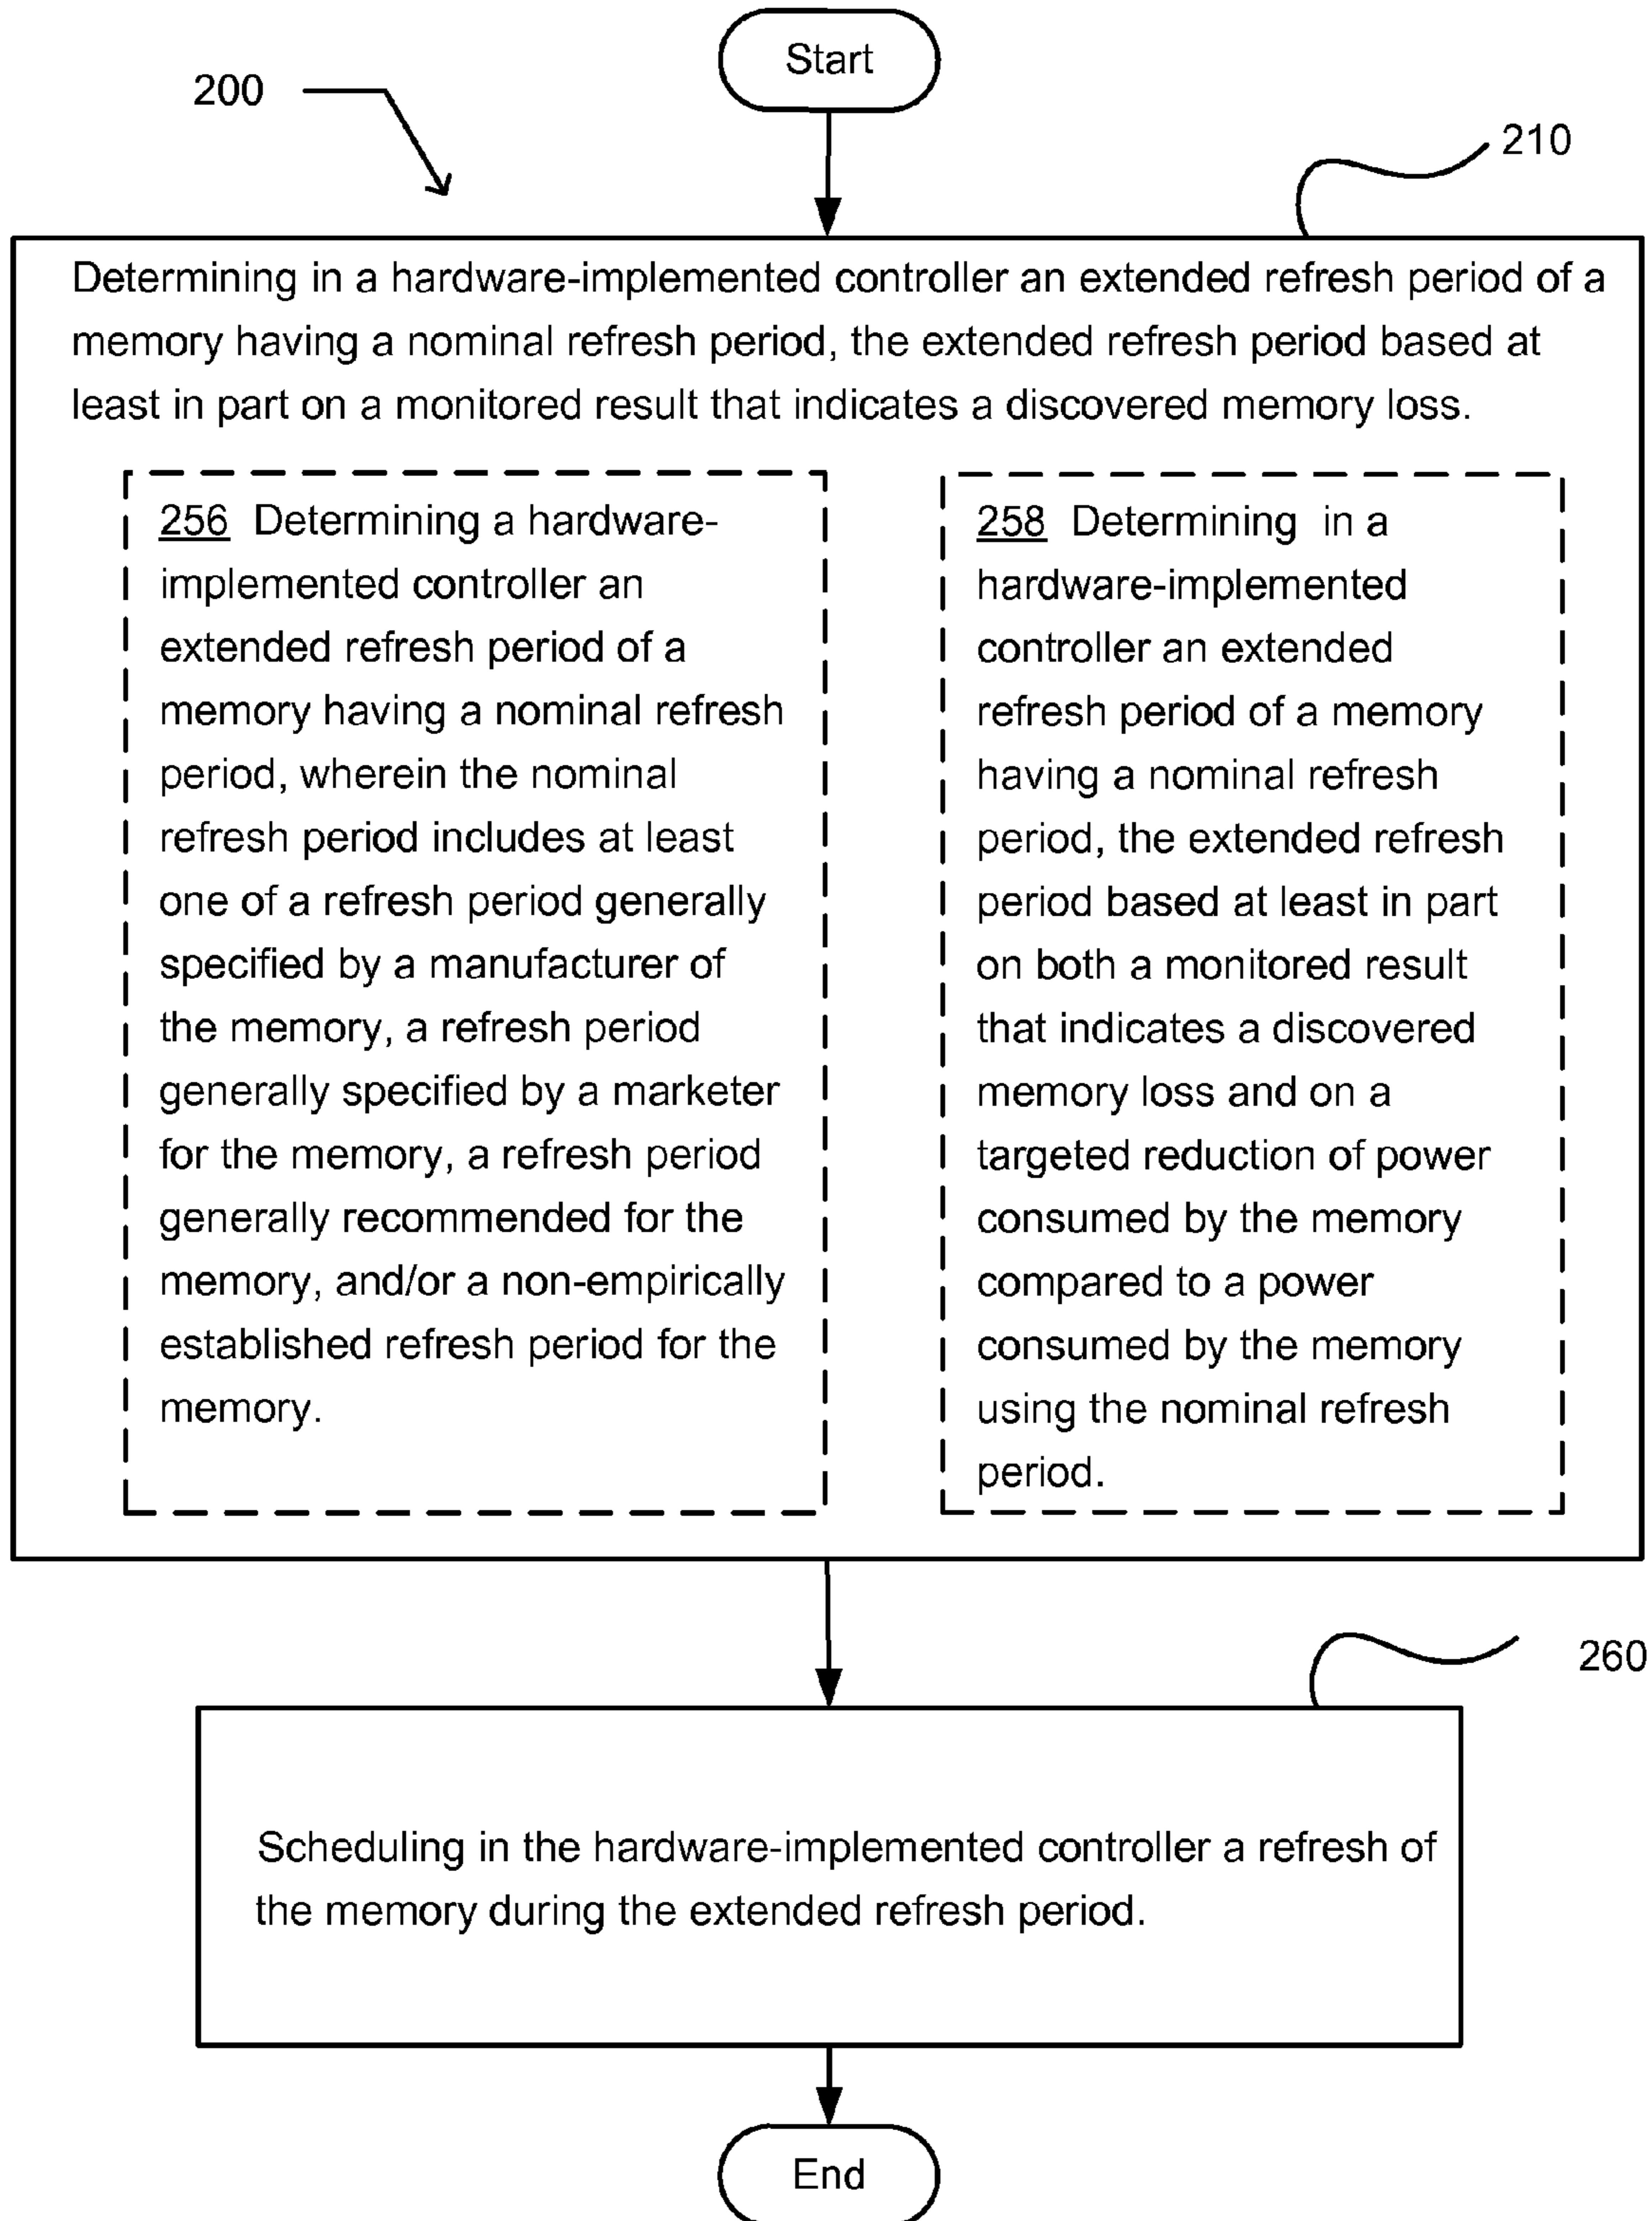 Start
200
210
Determining in a hardware-implemented controller an extended refresh period of a
memory having a nominal refresh period, the extended refresh period based at
least in part on a monitored result that indicates a discovered memory loss.
256 Determining a hardware-
implemented controller an
extended refresh period of a
memory having a nominal refresh
period, wherein the nominal
refresh period includes at least
one of a refresh period generally
specified by a manufacturer of
the memory, a refresh period
generally specified by a marketer
for the memory, a refresh period
generally recommended for the
memory, and/or a non-empirically
established refresh period for the
memory.
258 Determining in a
hardware-implemented
controller an extended
refresh period of a memory
having a nominal refresh
period, the extended refresh
period based at least in part
on both a monitored result
that indicates a discovered
memory loss and on a
targeted reduction of power
consumed by the memory
compared to a power
consumed by the memory
using the nominal refresh
period.
260
Scheduling in the hardware-implemented controller a refresh of
the memory during the extended refresh period.
End